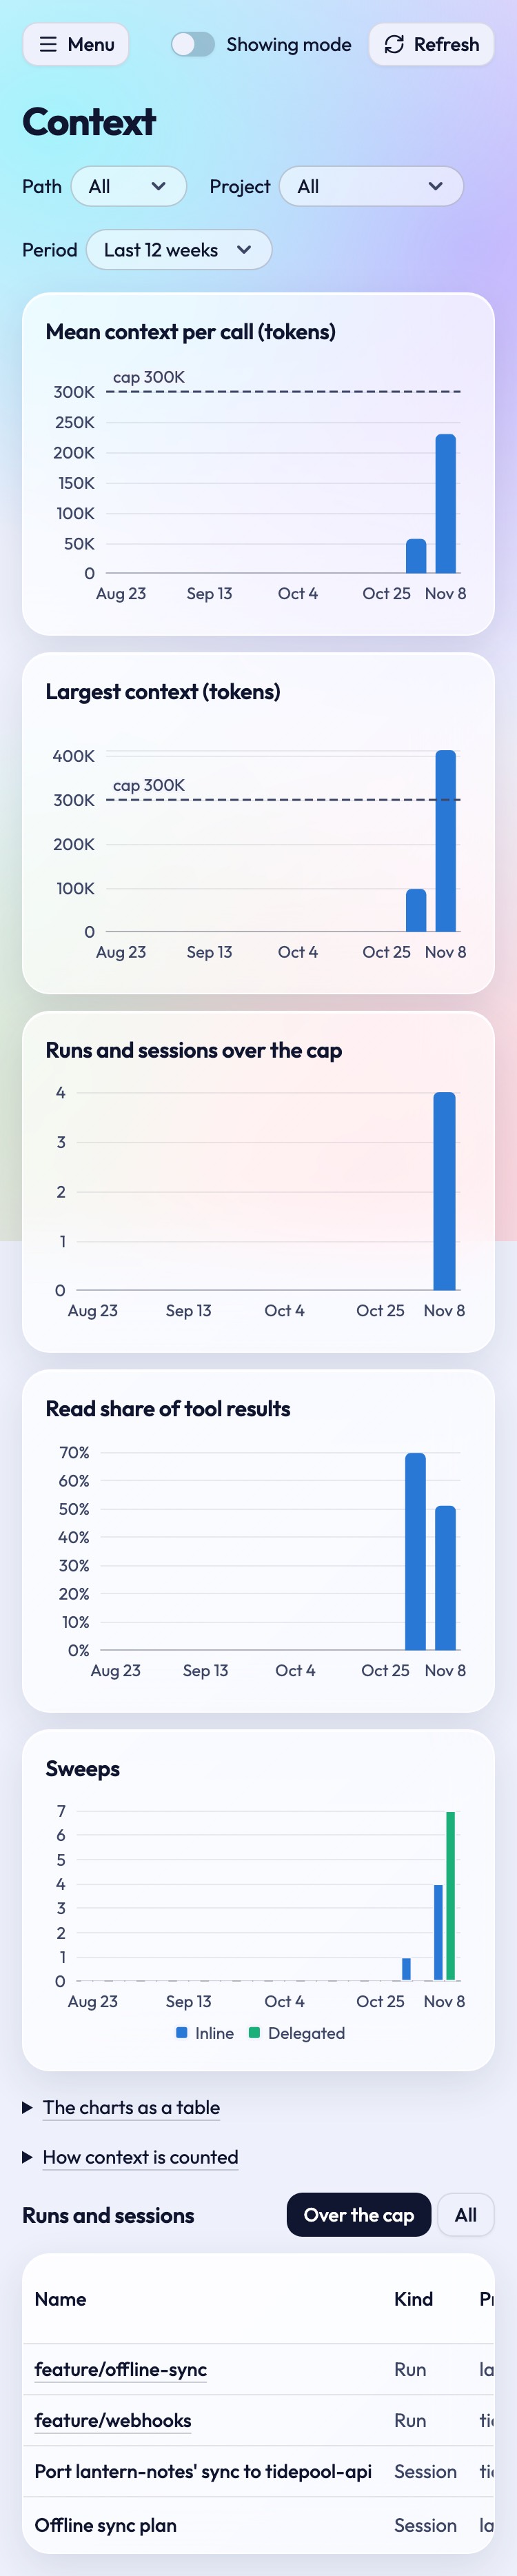 Menu
Showing mode
Refresh
Context
Path All Project All
Period Last 12 weeks
Mean context per call (tokens)
cap 300K
300K
250K
200K
150K
100K
50K
0
Aug 23 Sep 13 Oct 4 Oct 25 Nov 8
Largest context (tokens)
400K
cap 300K
300K
200K
100K
0
Aug 23 Sep 13 Oct 4 Oct 25 Nov 8
Runs and sessions over the cap
4
3
2
1
0
Aug 23 Sep 13 Oct 4 Oct 25 Nov 8
Read share of tool results
70%
60%
50%
40%
30%
20%
10%
0%
Aug 23 Sep 13 Oct 4 Oct 25 Nov 8
Sweeps
7
6
5
4
3
2
1
0
Aug 23 Sep 13 Oct 4 Oct 25 Nov 8
Inline Delegated
The charts as a table
How context is counted
Runs and sessions Over the cap All
Name Kind
feature/offline-sync Run
feature/webhooks Run
Port lantern-notes' sync to tidepool-api Session
Offline sync plan Session